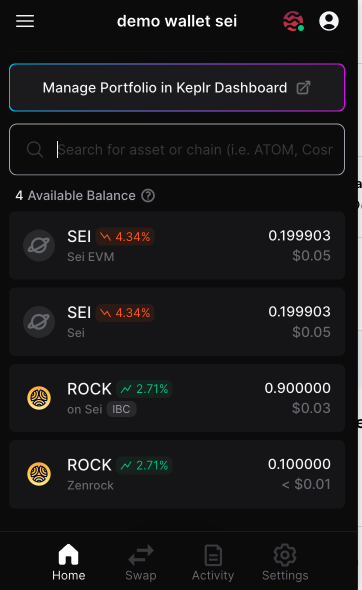 demo wallet sei
Manage Portfolio in Keplr Dashboard
Search for asset or chain (i.e. ATOM, Cosr
4 Available Balance
SEI 4.34% 0.199903
Sei EVM $0.05
SEI 4.34% 0.199903
Sei $0.05
ROCK 2.71% 0.900000
on Sei IBC $0.03
ROCK 2.71% 0.100000
Zenrock < $0.01
Home Swap Activity Settings